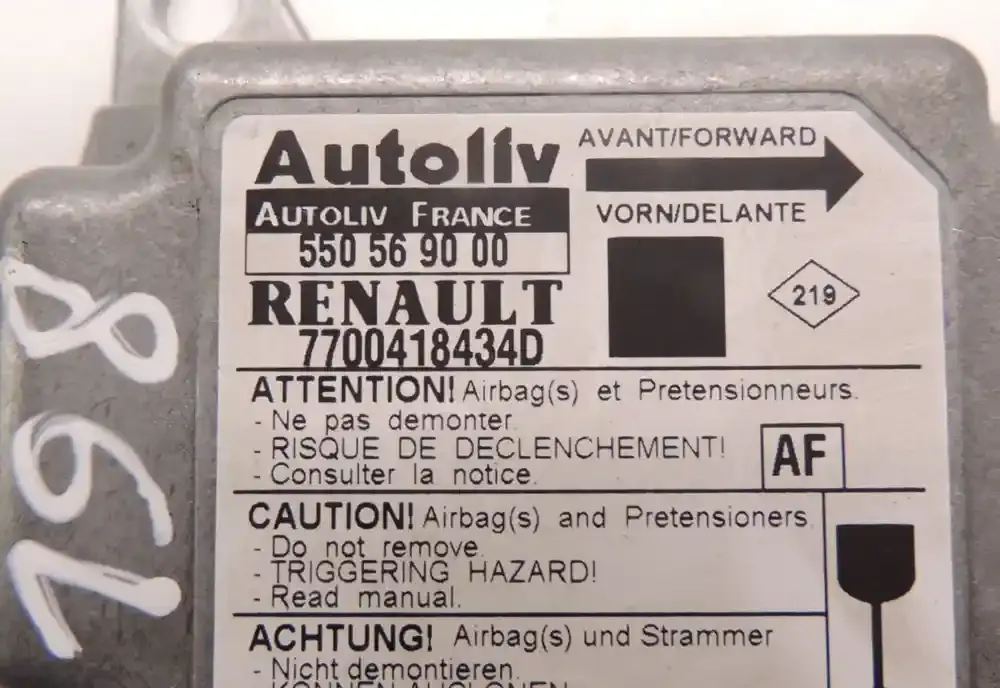 Autoliv
AVANT/FORWARD
AUTOLIV FRANCE
VORN/DELANTE
550 56 90 00
RENAULT
219
7700418434D
ATTENTION! Airbag(s) et Pretensionneurs.
- Ne pas demonter.
- RISQUE DE DECLENCHEMENT!
- Consulter la notice.
AF
CAUTION! Airbag(s) and Pretensioners.
- Do not remove.
- TRIGGERING HAZARD!
- Read manual.
ACHTUNG! Airbag(s) und Strammer
- Nicht demontieren.
198